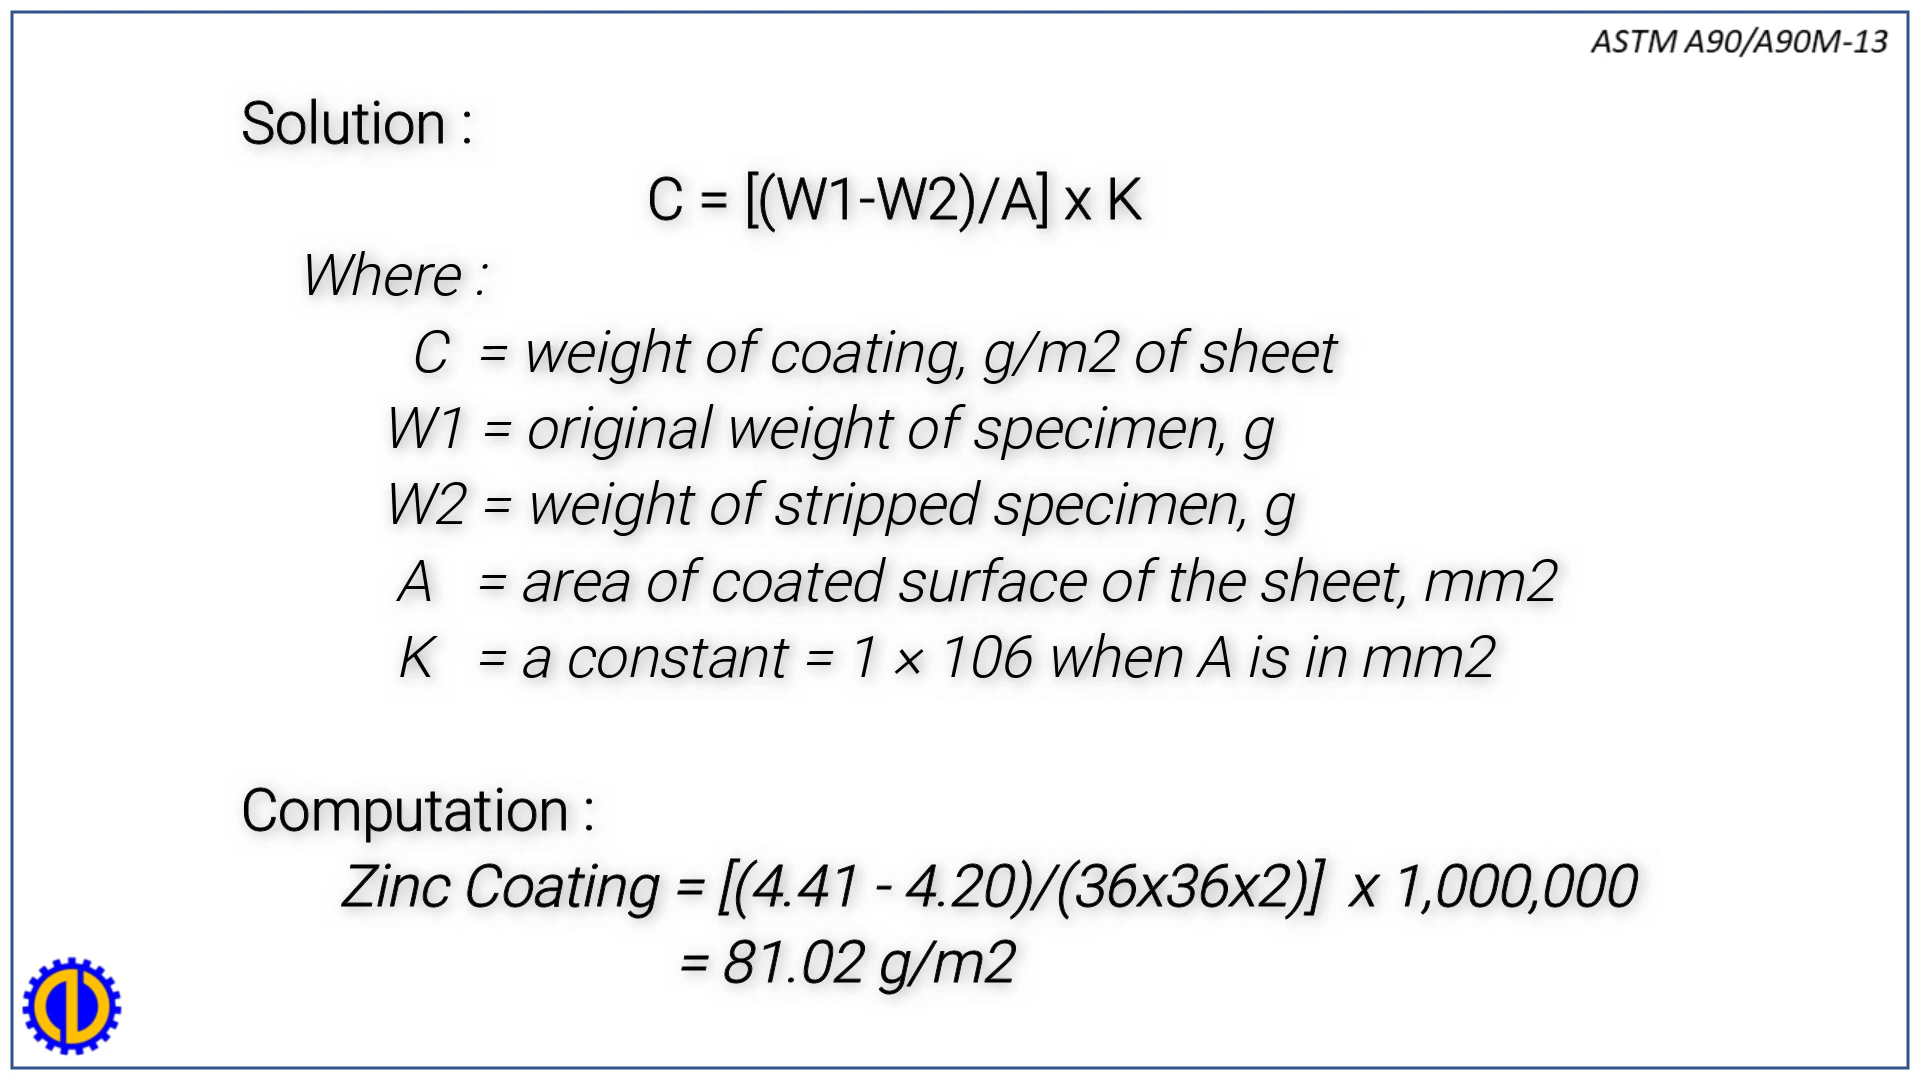 ASTM A90/A90M-13
Solution :
C = [(W1-W2)/A] x K
Where :
C = weight of coating, g/m2 of sheet
W1 = original weight of specimen, g
W2 = weight of stripped specimen, g
A = area of coated surface of the sheet, mm2
K = a constant = 1 × 106 when A is in mm2
Computation :
Zinc Coating = [(4.41 - 4.20)/(36x36x2)] x 1,000,000
= 81.02 g/m2